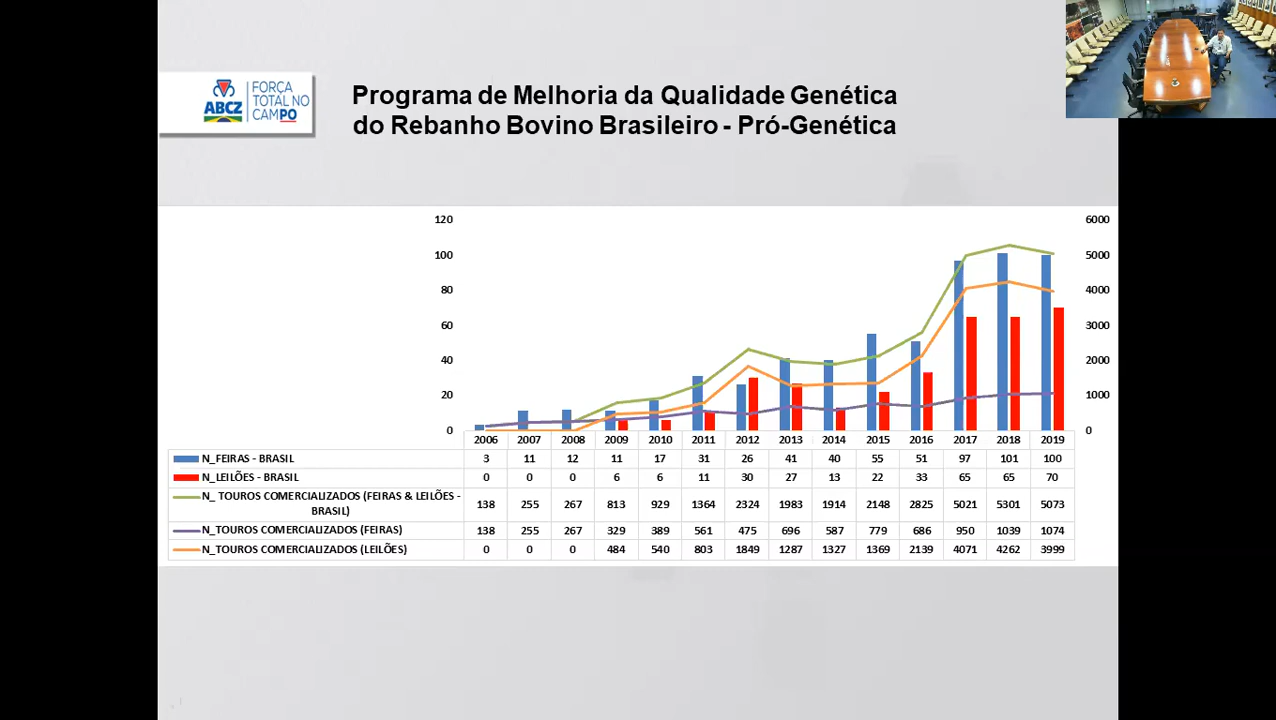 ABCZ
FORÇA
TOTAL NO
CAMPO
Programa de Melhoria da Qualidade Genética
do Rebanho Bovino Brasileiro - Pró-Genética
120 6000
100 5000
80 4000
60 3000
40 2000
20 1000
0 0
2006 2007 2008 2009 2010 2011 2012 2013 2014 2015 2016 2017 2018 2019
N_FEIRAS - BRASIL 3 11 12 11 17 31 26 41 40 55 51 97 101 100
N_LEILÕES - BRASIL 0 0 0 6 6 11 30 27 13 22 33 65 65 70
N_ TOUROS COMERCIALIZADOS (FEIRAS & LEILÕES -
BRASIL) 138 255 267 813 929 1364 2324 1983 1914 2148 2825 5021 5301 5073
N_TOUROS COMERCIALIZADOS (FEIRAS) 138 255 267 329 389 561 475 696 587 779 686 950 1039 1074
N_TOUROS COMERCIALIZADOS (LEILÕES) 0 0 0 484 540 803 1849 1287 1327 1369 2139 4071 4262 3999